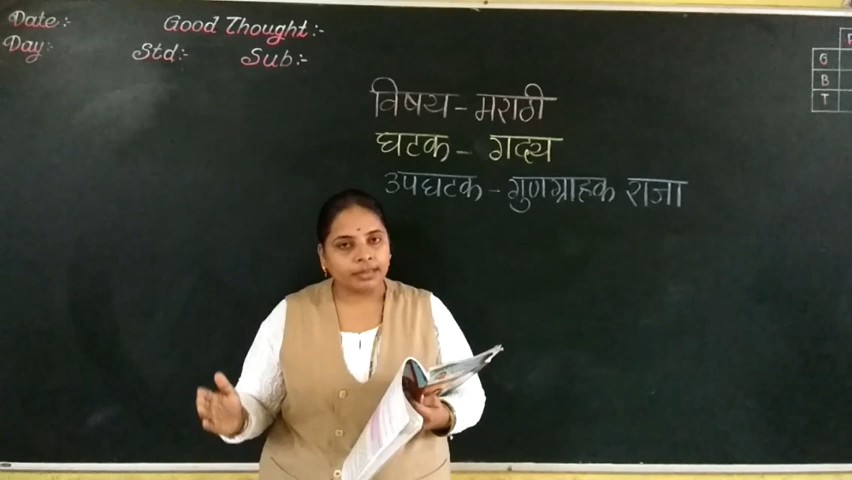 Date:- Good Thought:-
Day:- Std:- Sub:-
विषय - मराठी
घटक - गद्य
उपघटक - गुणग्राहक राजा
G
B
T